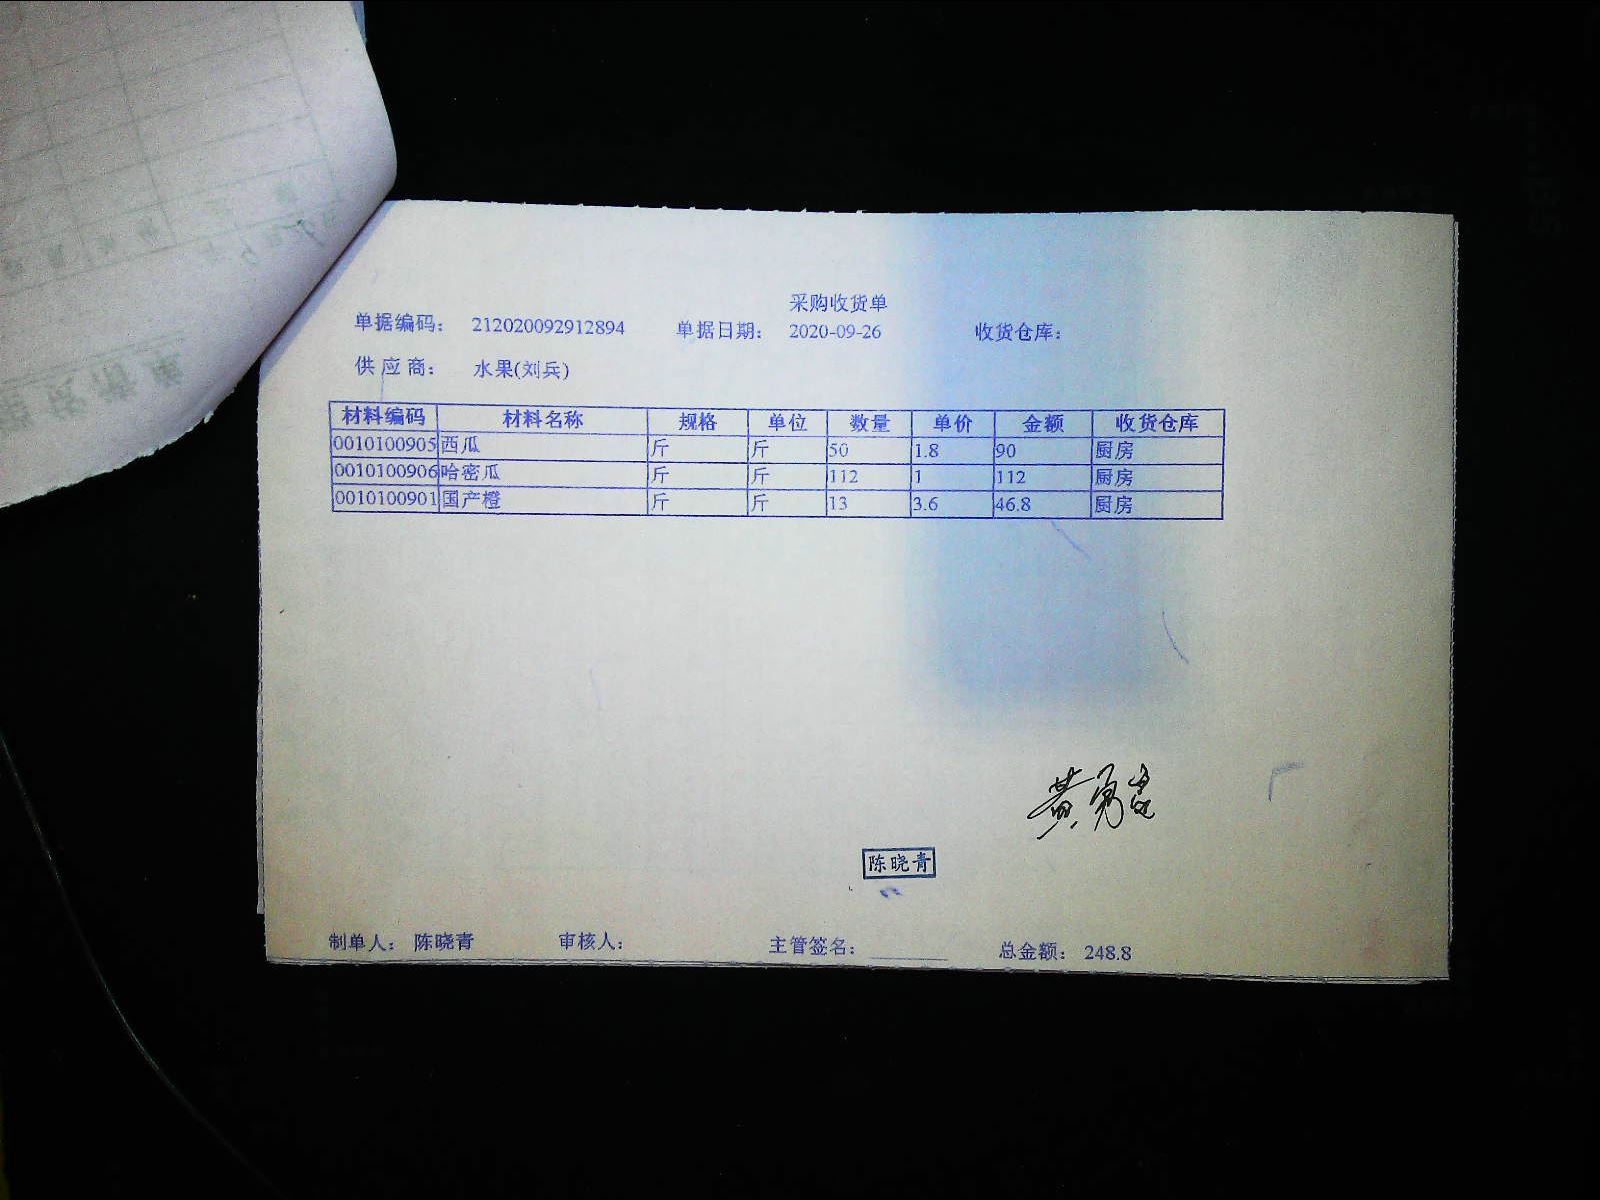 采购收货单
单据编码： 212020092912894 单据日期： 2020-09-26 收货仓库：
供应商： 水果(刘兵)
材料编码 材料名称 规格 单位 数量 单价 金额 收货仓库
0010100905 西瓜 斤 斤 50 1.8 90 厨房
0010100906 哈密瓜 斤 斤 112 1 112 厨房
0010100901 国产橙 斤 斤 13 3.6 46.8 厨房
陈晓青
制单人： 陈晓青 审核人： 主管签名： 总金额： 248.8